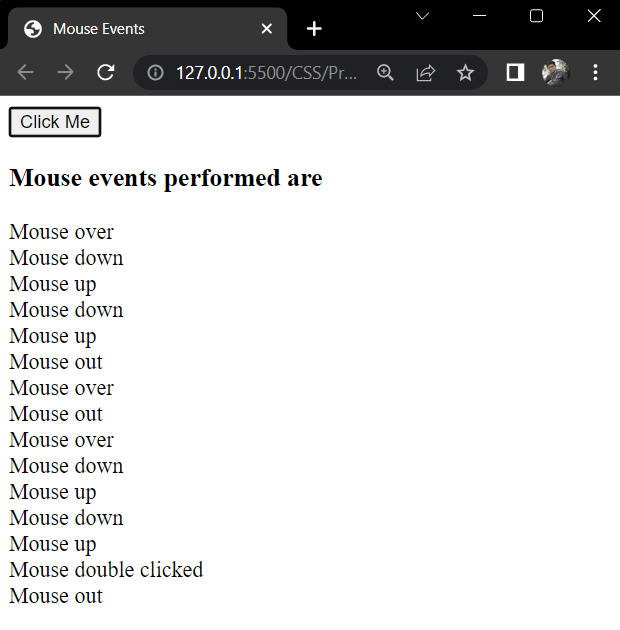 Mouse Events
127.0.0.1:5500/CSS/Pr...
Click Me
Mouse events performed are
Mouse over
Mouse down
Mouse up
Mouse down
Mouse up
Mouse out
Mouse over
Mouse out
Mouse over
Mouse down
Mouse up
Mouse down
Mouse up
Mouse double clicked
Mouse out